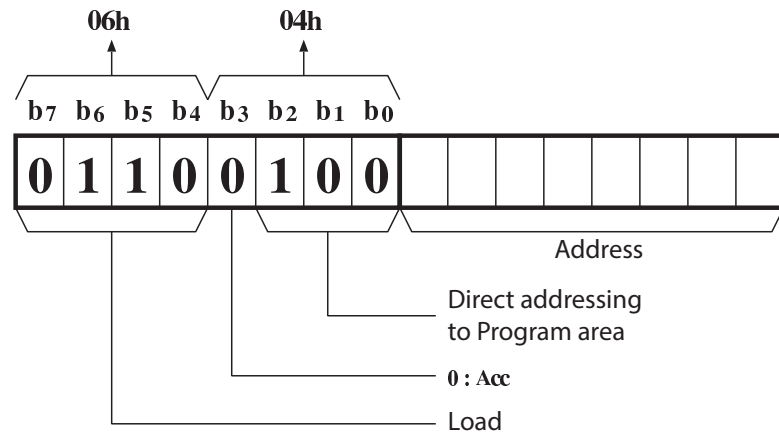 06h 04h
b7 b6 b5 b4 b3 b2 b1 b0
0 1 1 0 0 1 0 0
Address
Direct addressing
to Program area
0 : Acc
Load